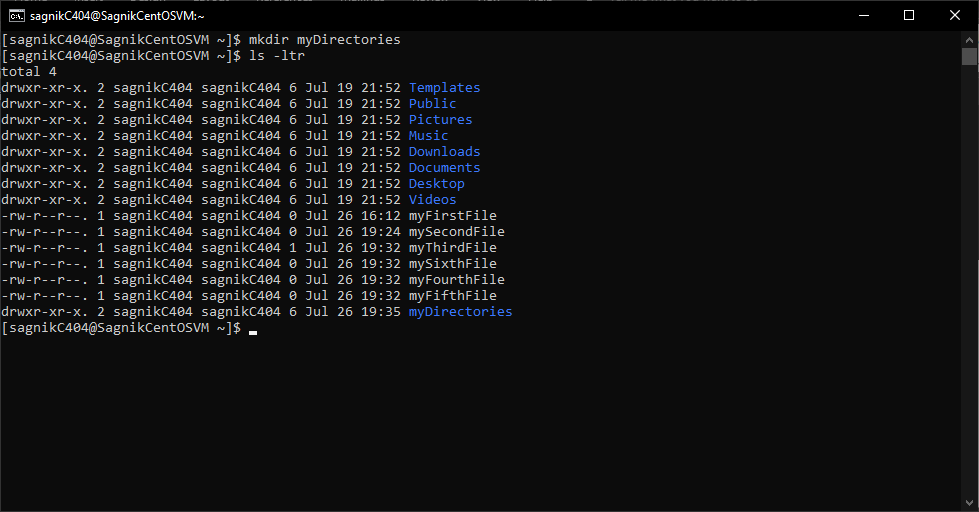 sagnikC404@SagnikCentOSVM:~
[sagnikC404@SagnikCentOSVM ~]$ mkdir myDirectories
[sagnikC404@SagnikCentOSVM ~]$ ls -ltr
total 4
drwxr-xr-x. 2 sagnikC404 sagnikC404 6 Jul 19 21:52 Templates
drwxr-xr-x. 2 sagnikC404 sagnikC404 6 Jul 19 21:52 Public
drwxr-xr-x. 2 sagnikC404 sagnikC404 6 Jul 19 21:52 Pictures
drwxr-xr-x. 2 sagnikC404 sagnikC404 6 Jul 19 21:52 Music
drwxr-xr-x. 2 sagnikC404 sagnikC404 6 Jul 19 21:52 Downloads
drwxr-xr-x. 2 sagnikC404 sagnikC404 6 Jul 19 21:52 Documents
drwxr-xr-x. 2 sagnikC404 sagnikC404 6 Jul 19 21:52 Desktop
drwxr-xr-x. 2 sagnikC404 sagnikC404 6 Jul 19 21:52 Videos
-rw-r--r--. 1 sagnikC404 sagnikC404 0 Jul 26 16:12 myFirstFile
-rw-r--r--. 1 sagnikC404 sagnikC404 0 Jul 26 19:24 mySecondFile
-rw-r--r--. 1 sagnikC404 sagnikC404 1 Jul 26 19:32 myThirdFile
-rw-r--r--. 1 sagnikC404 sagnikC404 0 Jul 26 19:32 mySixthFile
-rw-r--r--. 1 sagnikC404 sagnikC404 0 Jul 26 19:32 myFourthFile
-rw-r--r--. 1 sagnikC404 sagnikC404 0 Jul 26 19:32 myFifthFile
drwxr-xr-x. 2 sagnikC404 sagnikC404 6 Jul 26 19:35 myDirectories
[sagnikC404@SagnikCentOSVM ~]$